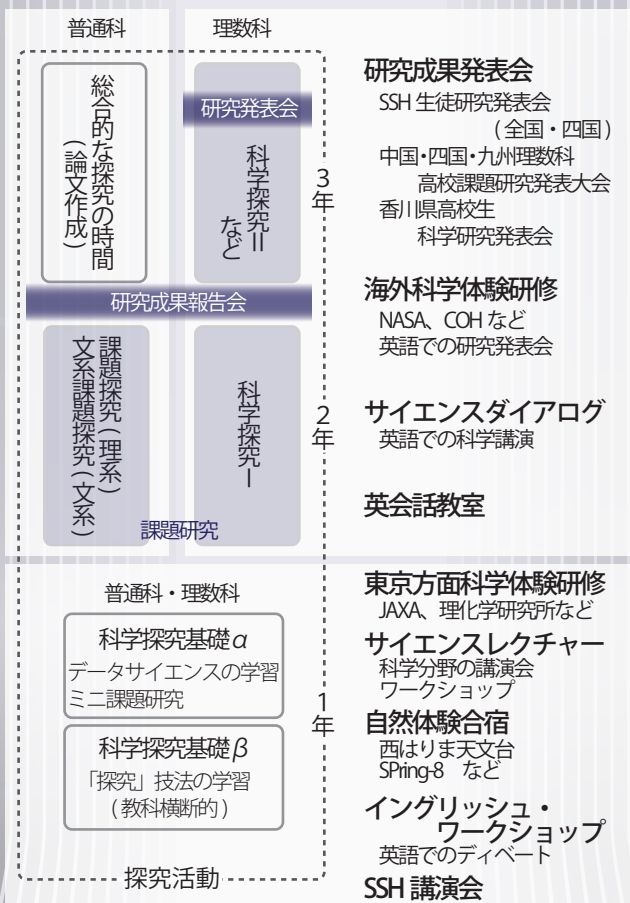 普通科
理数科
総合的な探究の時間
(論文作成)
研究発表会
科学探究Ⅱ
など
3年
研究成果報告会
課題探究(理系)
文系課題探究(文系)
科学探究Ⅰ
2年
課題研究
普通科・理数科
科学探究基礎α
データサイエンスの学習
ミニ課題研究
科学探究基礎β
「探究」技法の学習
(教科横断的)
1年
探究活動
研究成果発表会
SSH 生徒研究発表会
(全国・四国)
中国・四国・九州理数科
高校課題研究発表大会
香川県高校生
科学研究発表会
海外科学体験研修
NASA、COH など
英語での研究発表会
サイエンスダイアログ
英語での科学講演
英会話教室
東京方面科学体験研修
JAXA、理化学研究所など
サイエンスレクチャー
科学分野の講演会
ワークショップ
自然体験合宿
西はりま天文台
SPring-8 など
イングリッシュ・
ワークショップ
英語でのディベート
SSH 講演会